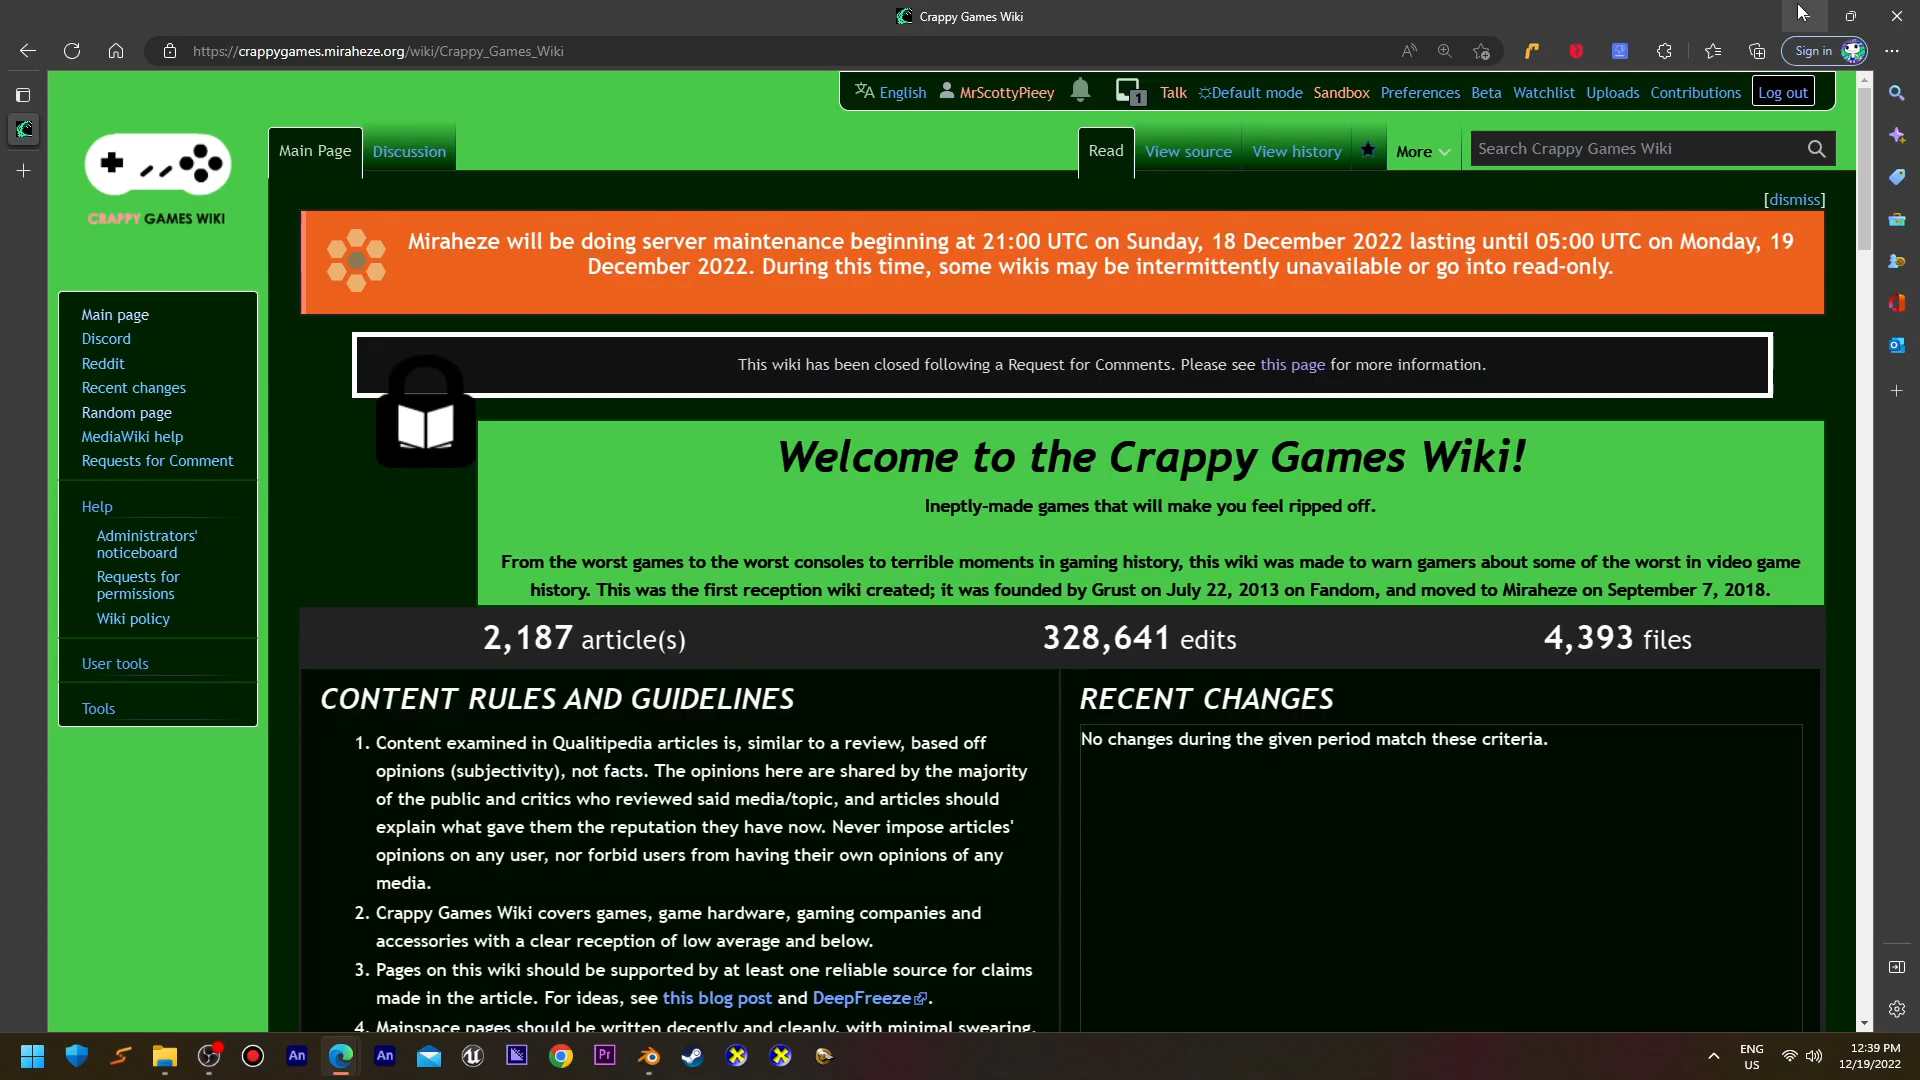 Crappy Games Wiki
https://crappygames.miraheze.org/wiki/Crappy_Games_Wiki
Sign in
English
MrScottyPieey
1
Talk
Default mode
Sandbox
Preferences
Beta
Watchlist
Uploads
Contributions
Log out
CRAPPY GAMES WIKI
Main Page
Discussion
Read
View source
View history
More
Search Crappy Games Wiki
[dismiss]
Miraheze will be doing server maintenance beginning at 21:00 UTC on Sunday, 18 December 2022 lasting until 05:00 UTC on Monday, 19
December 2022. During this time, some wikis may be intermittently unavailable or go into read-only.
This wiki has been closed following a Request for Comments. Please see this page for more information.
Main page
Discord
Reddit
Recent changes
Random page
MediaWiki help
Requests for Comment
Help
Administrators'
noticeboard
Requests for
permissions
Wiki policy
User tools
Tools
Welcome to the Crappy Games Wiki!
Ineptly-made games that will make you feel ripped off.
From the worst games to the worst consoles to terrible moments in gaming history, this wiki was made to warn gamers about some of the worst in video game
history. This was the first reception wiki created; it was founded by Grust on July 22, 2013 on Fandom, and moved to Miraheze on September 7, 2018.
2,187 article(s)
328,641 edits
4,393 files
CONTENT RULES AND GUIDELINES
1. Content examined in Qualitipedia articles is, similar to a review, based off
opinions (subjectivity), not facts. The opinions here are shared by the majority
of the public and critics who reviewed said media/topic, and articles should
explain what gave them the reputation they have now. Never impose articles'
opinions on any user, nor forbid users from having their own opinions of any
media.
2. Crappy Games Wiki covers games, game hardware, gaming companies and
accessories with a clear reception of low average and below.
3. Pages on this wiki should be supported by at least one reliable source for claims
made in the article. For ideas, see this blog post and DeepFreeze.
4. Mainspace pages should be written decently and cleanly, with minimal swearing.
RECENT CHANGES
No changes during the given period match these criteria.
An
An
Pr
ENG
US
12:39 PM
12/19/2022